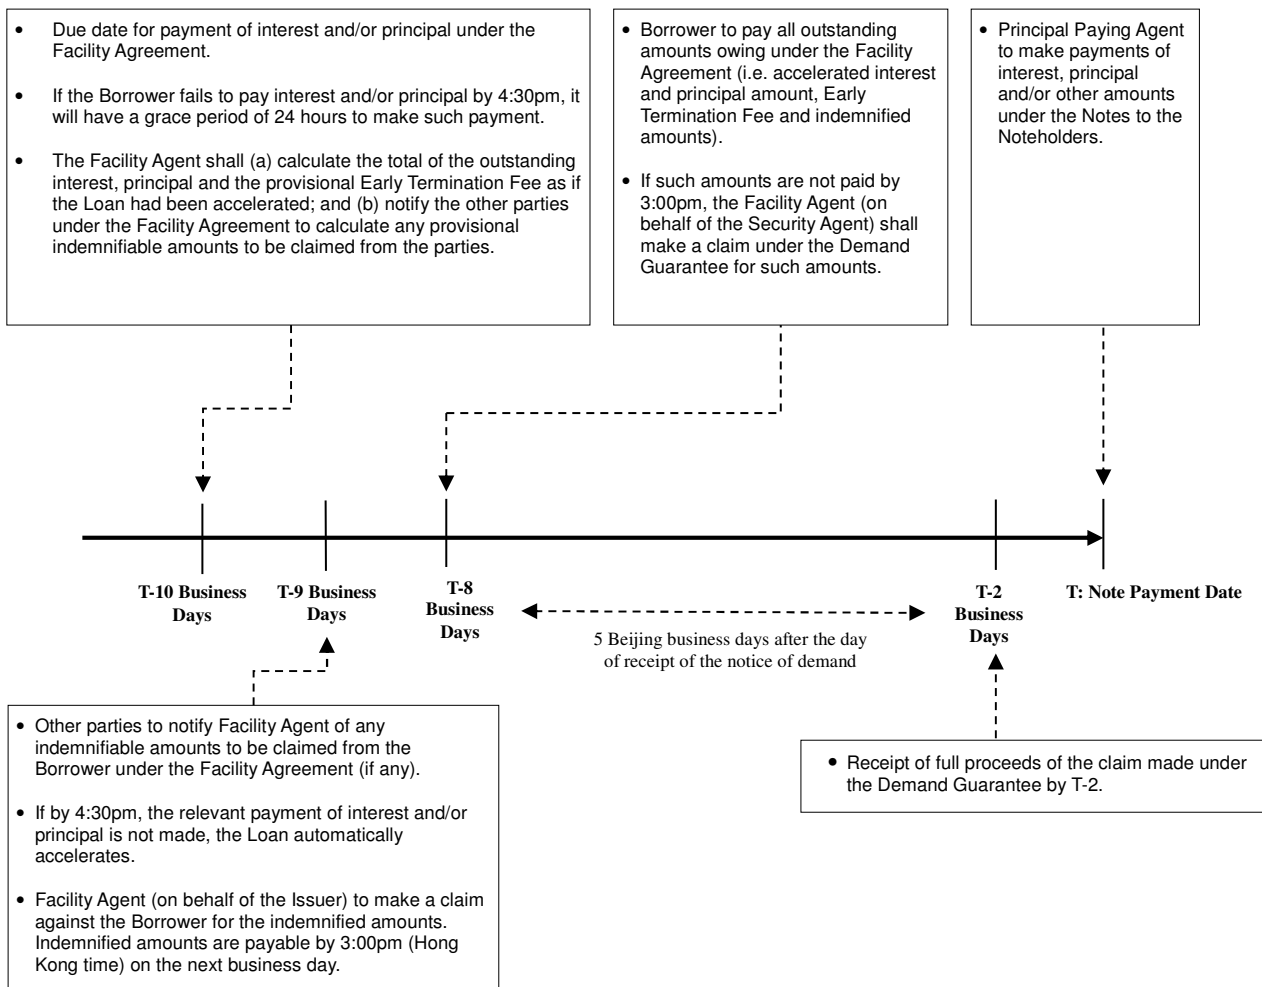 • Due date for payment of interest and/or principal under the
Facility Agreement.
• If the Borrower fails to pay interest and/or principal by 4:30pm, it
will have a grace period of 24 hours to make such payment.
• The Facility Agent shall (a) calculate the total of the outstanding
interest, principal and the provisional Early Termination Fee as if
the Loan had been accelerated; and (b) notify the other parties
under the Facility Agreement to calculate any provisional
indemnifiable amounts to be claimed from the parties.
• Borrower to pay all outstanding
amounts owing under the Facility
Agreement (i.e. accelerated interest
and principal amount, Early
Termination Fee and indemnified
amounts).
• If such amounts are not paid by
3:00pm, the Facility Agent (on
behalf of the Security Agent) shall
make a claim under the Demand
Guarantee for such amounts.
• Principal Paying Agent
to make payments of
interest, principal
and/or other amounts
under the Notes to the
Noteholders.
T-10 Business
Days
T-9 Business
Days
T-8
Business
Days
T-2
Business
Days
T: Note Payment Date
5 Beijing business days after the day
of receipt of the notice of demand
• Other parties to notify Facility Agent of any
indemnifiable amounts to be claimed from the
Borrower under the Facility Agreement (if any).
• If by 4:30pm, the relevant payment of interest and/or
principal is not made, the Loan automatically
accelerates.
• Facility Agent (on behalf of the Issuer) to make a claim
against the Borrower for the indemnified amounts.
Indemnified amounts are payable by 3:00pm (Hong
Kong time) on the next business day.
• Receipt of full proceeds of the claim made under
the Demand Guarantee by T-2.